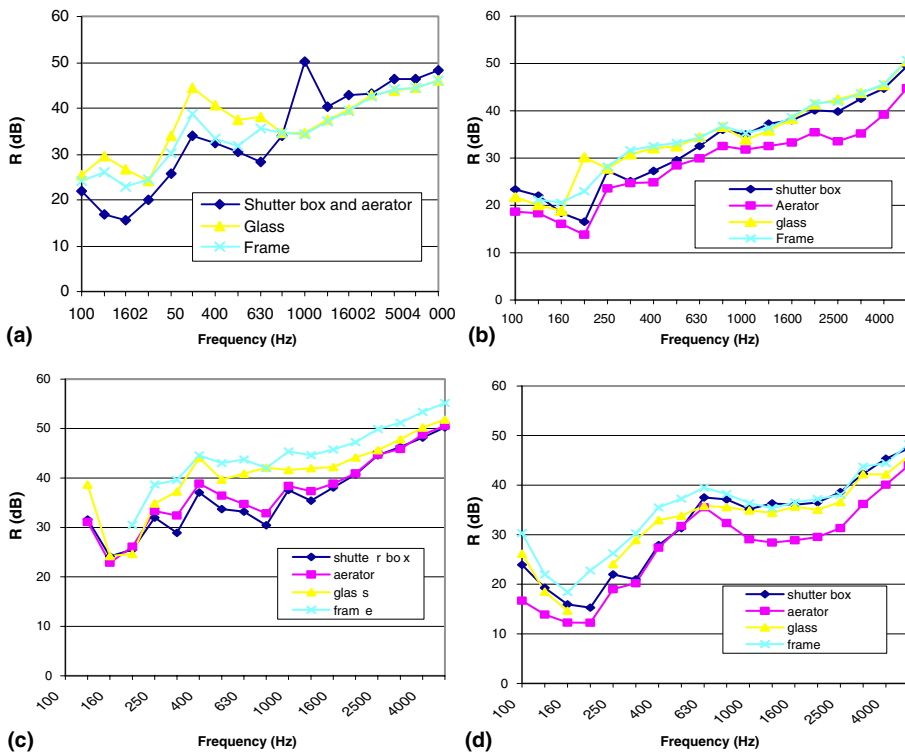 60
50
40
30
20
10
0
R (dB)
Shutter box and aerator
Glass
Frame
100 1602 50 400 630 1000 16002 5004 000
Frequency (Hz)
(a)
60
50
40
30
20
10
0
R (dB)
shutter box
Aerator
glass
Frame
100 160 250 400 630 1000 1600 2500 4000
Frequency (Hz)
(b)
60
50
40
30
20
10
0
R (dB)
shutte r bo x
aerator
glas s
fram e
100 160 250 400 630 1000 1600 2500 4000
Frequency (Hz)
(c)
60
50
40
30
20
10
0
R (dB)
shutter box
aerator
glass
frame
100 160 250 400 630 1000 1600 2500 4000
Frequency (Hz)
(d)